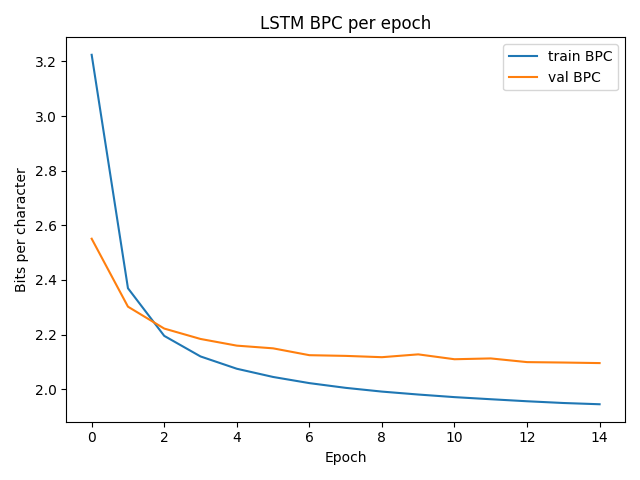 LSTM BPC per epoch
train BPC
val BPC
3.2
3.0
2.8
2.6
2.4
2.2
2.0
Bits per character
0 2 4 6 8 10 12 14
Epoch